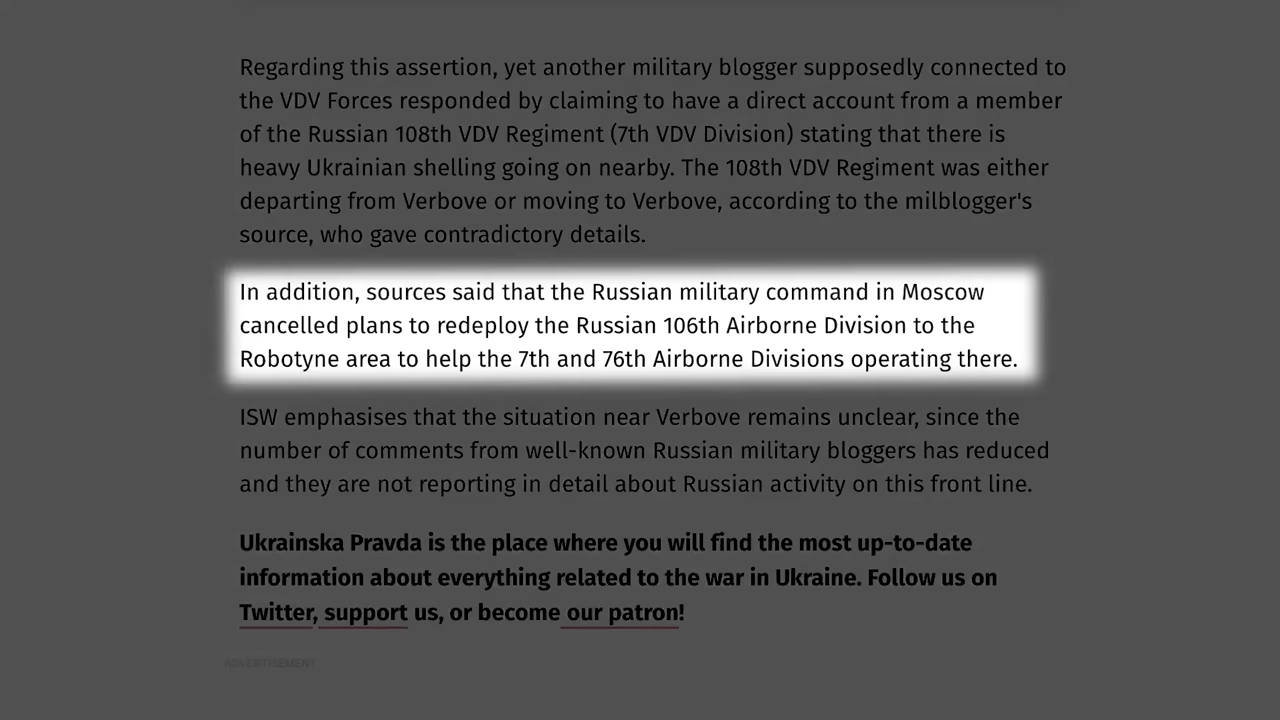 Regarding this assertion, yet another military blogger supposedly connected to
the VDV Forces responded by claiming to have a direct account from a member
of the Russian 108th VDV Regiment (7th VDV Division) stating that there is
heavy Ukrainian shelling going on nearby. The 108th VDV Regiment was either
departing from Verbove or moving to Verbove, according to the milblogger's
source, who gave contradictory details.
In addition, sources said that the Russian military command in Moscow
cancelled plans to redeploy the Russian 106th Airborne Division to the
Robotyne area to help the 7th and 76th Airborne Divisions operating there.
ISW emphasises that the situation near Verbove remains unclear, since the
number of comments from well-known Russian military bloggers has reduced
and they are not reporting in detail about Russian activity on this front line.
Ukrainska Pravda is the place where you will find the most up-to-date
information about everything related to the war in Ukraine. Follow us on
Twitter, support us, or become our patron!
ADVERTISEMENT